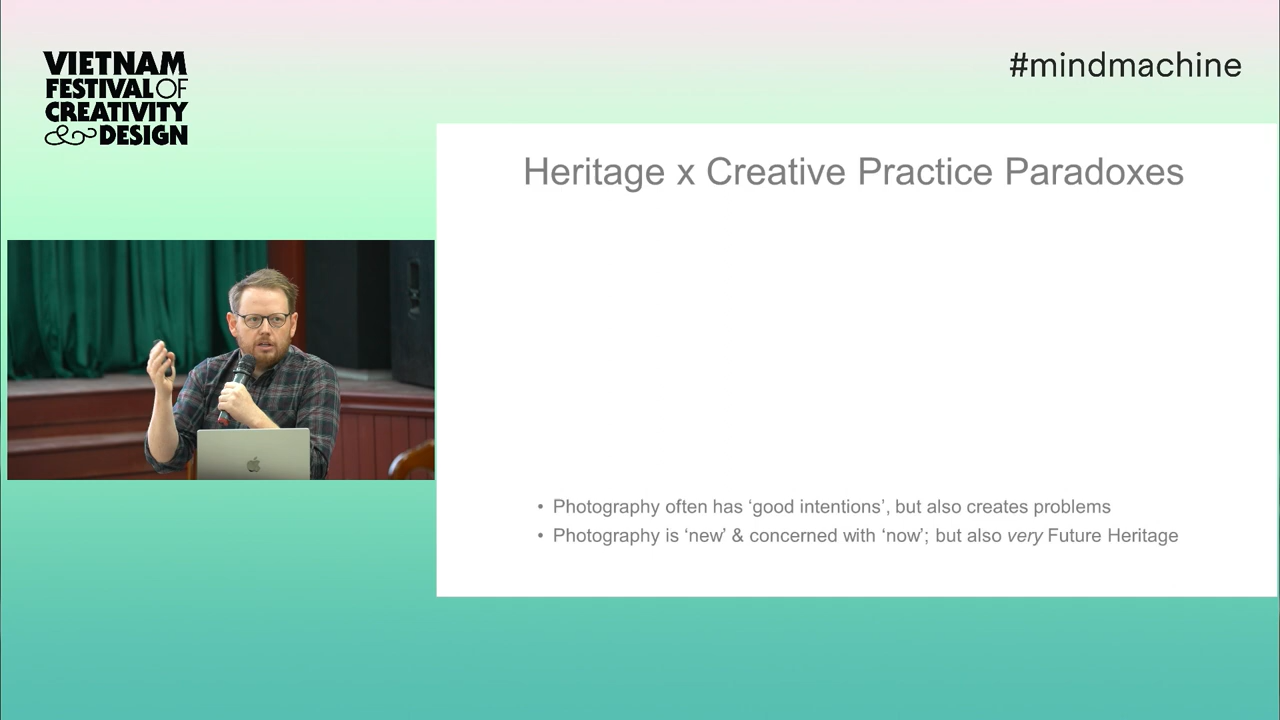 VIETNAM
FESTIVAL OF
CREATIVITY
& DESIGN
#mindmachine
Heritage x Creative Practice Paradoxes
• Photography often has ‘good intentions’, but also creates problems
• Photography is ‘new’ & concerned with ‘now’; but also very Future Heritage